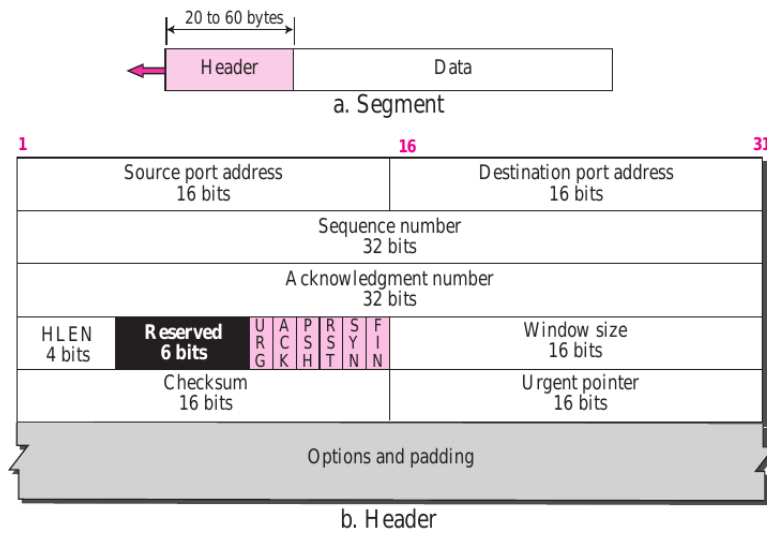 20 to 60 bytes
Header
Data
a. Segment
1
16
31
Source port address
16 bits
Destination port address
16 bits
Sequence number
32 bits
Acknowledgment number
32 bits
HLEN
4 bits
Reserved
6 bits
URG
ACK
PSH
RST
SYN
FIN
Window size
16 bits
Checksum
16 bits
Urgent pointer
16 bits
Options and padding
b. Header